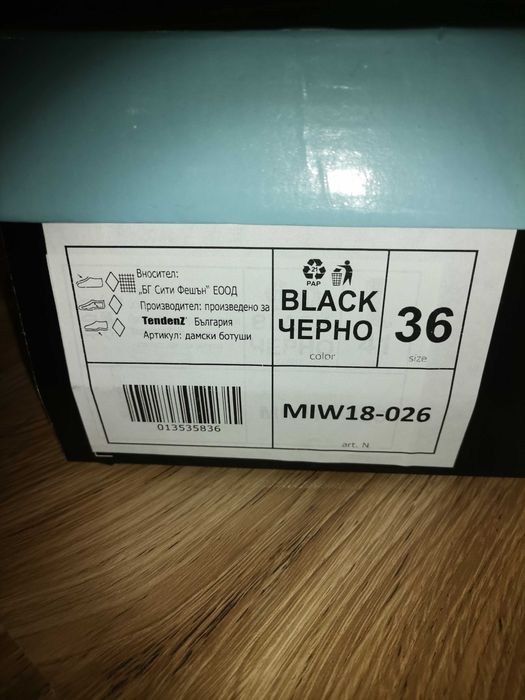 Вносител:
„БГ Сити Фешън" ЕООД
Производител: произведено за
TendenZ България
Артикул: дамски ботуши
21
PAP
BLACK
ЧЕРНО
color
36
size
013535836
MIW18-026
art. N